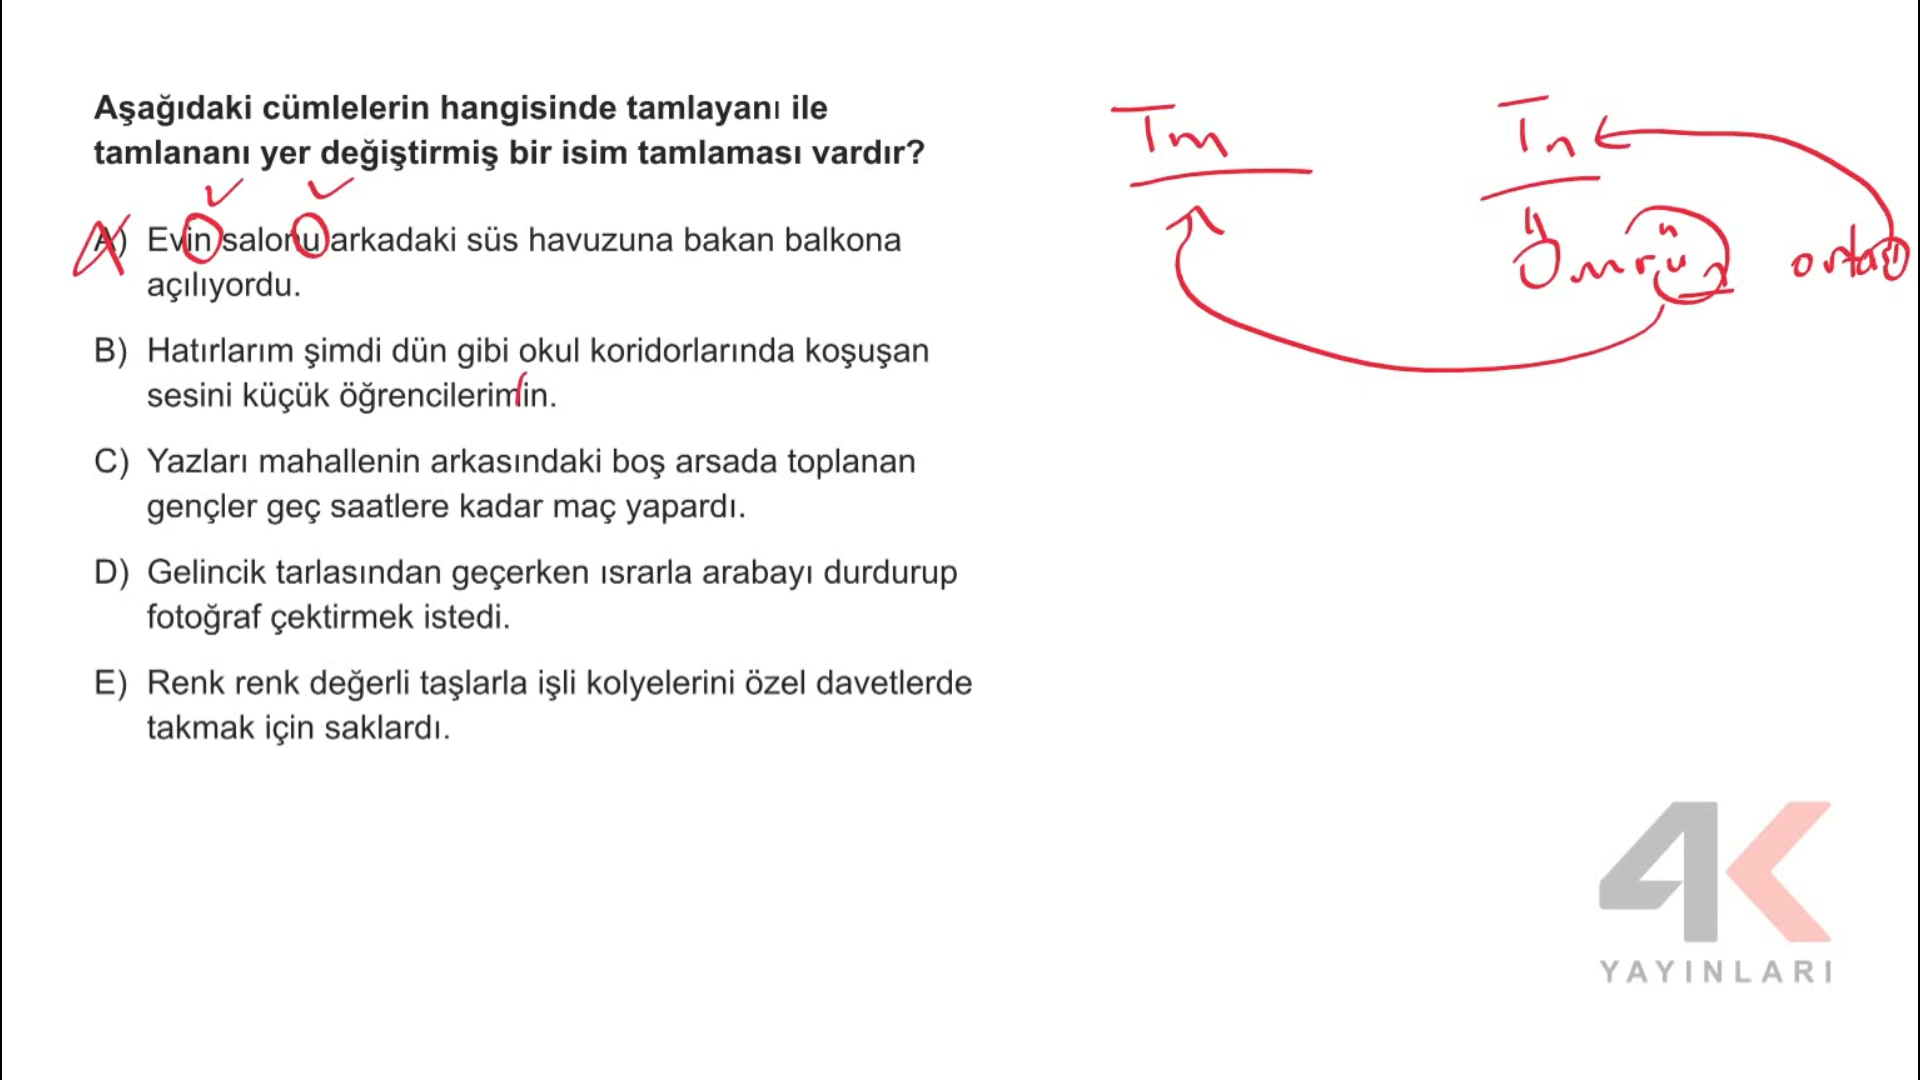 Aşağıdaki cümlelerin hangisinde tamlayanı ile
tamlananı yer değiştirmiş bir isim tamlaması vardır?
A) Evin salonu arkadaki süs havuzuna bakan balkona
açılıyordu.
B) Hatırlarım şimdi dün gibi okul koridorlarında koşuşan
sesini küçük öğrencilerimin.
C) Yazları mahallenin arkasındaki boş arsada toplanan
gençler geç saatlere kadar maç yapardı.
D) Gelincik tarlasından geçerken ısrarla arabayı durdurup
fotoğraf çektirmek istedi.
E) Renk renk değerli taşlarla işli kolyelerini özel davetlerde
takmak için saklardı.
Tm Tn
4K
YAYINLARI